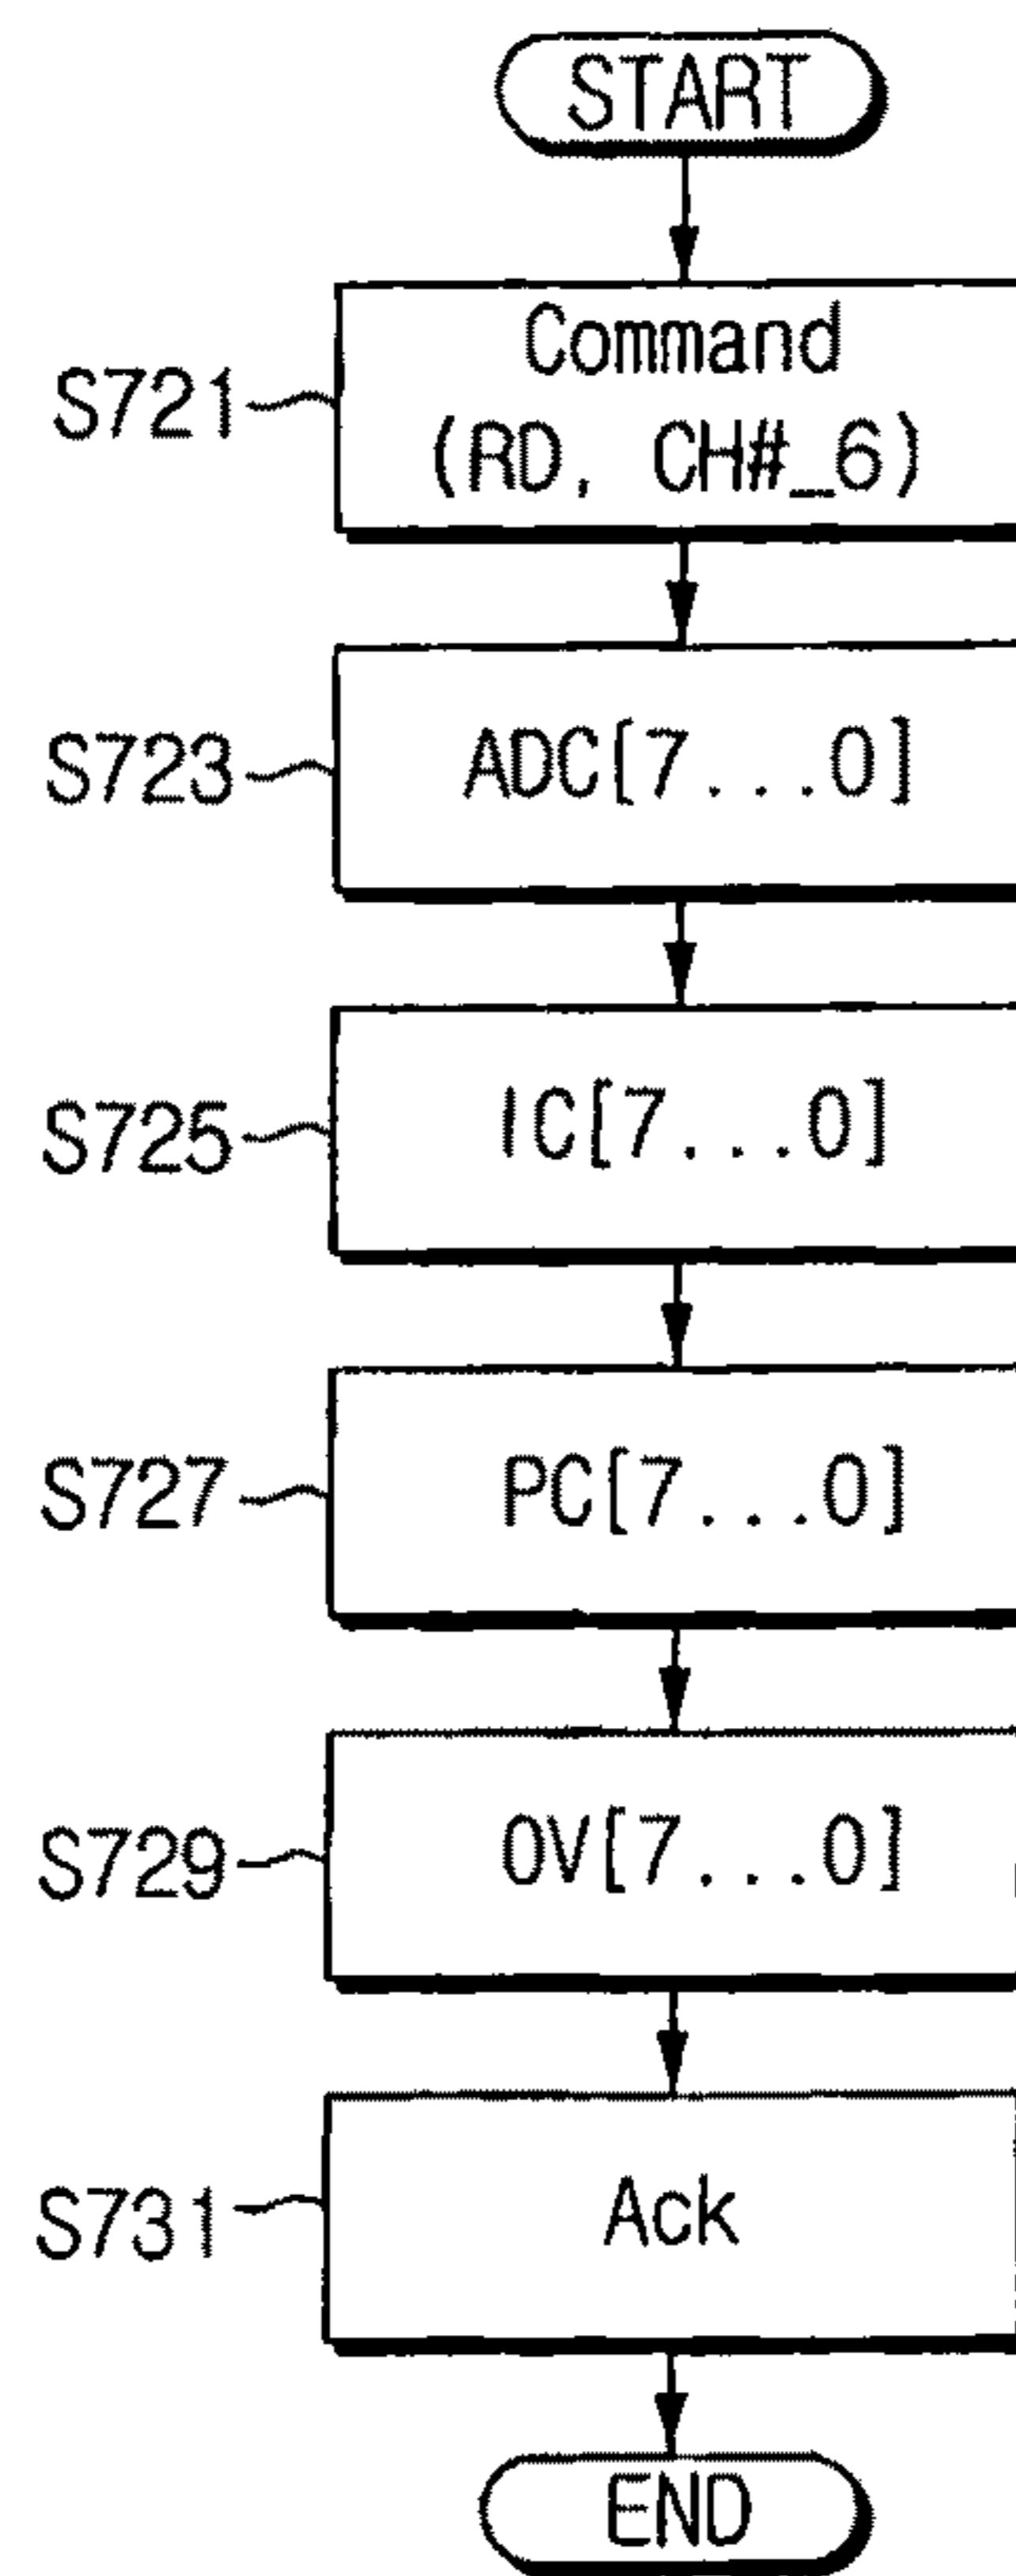 START
Command
S721
(RD, CH#_6)
S723
ADC[7...0]
S725
IC[7...0]
S727
PC[7...0]
S729
OV[7...0]
S731
Ack
END